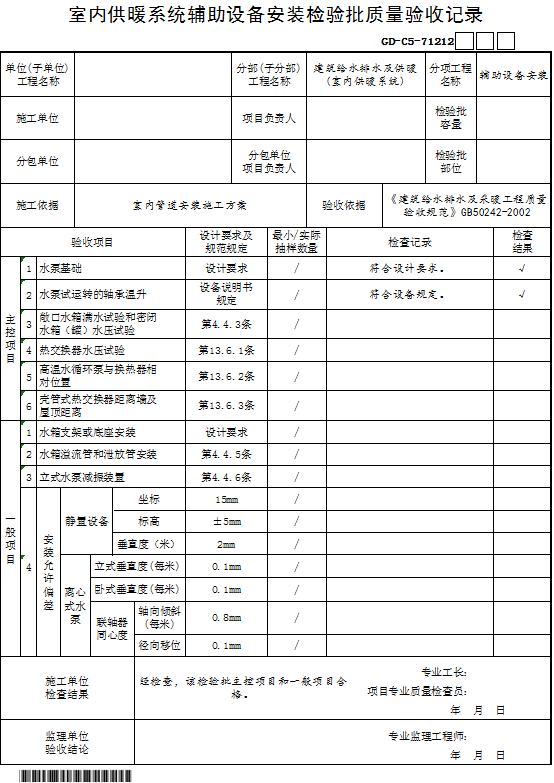 室内供暖系统辅助设备安装检验批质量验收记录
GD-C5-71212
单位(子单位)
工程名称
分部(子分部)
工程名称
建筑给水排水及供暖
(室内供暖系统)
分项工程
名称
辅助设备安装
施工单位
项目负责人
检验批
容量
分包单位
分包单位
项目负责人
检验批
部位
施工依据
室内管道安装施工方案
验收依据
《建筑给水排水及采暖工程质量
验收规范》GB50242-2002
验收项目
设计要求及
规范规定
最小/实际
抽样数量
检查记录
检查
结果
主控项目
1 水泵基础 设计要求 / 符合设计要求。 √
2 水泵试运转的轴承温升 设备说明书
规定 / 符合设备规定。 √
3 敞口水箱满水试验和密闭
水箱（罐）水压试验 第4.4.3条 /
4 热交换器水压试验 第13.6.1条 /
5 高温水循环泵与换热器相
对位置 第13.6.2条 /
6 壳管式热交换器距离墙及
屋顶距离 第13.6.3条 /
一般项目
1 水箱支架或底座安装 设计要求 /
2 水箱溢流管和泄放管安装 第4.4.5条 /
3 立式水泵减振装置 第4.4.6条 /
4 安装允许偏差
静置设备
坐标 15mm /
标高 ±5mm /
垂直度（米） 2mm /
离心式水泵
立式垂直度(每米) 0.1mm /
卧式垂直度(每米) 0.1mm /
联轴器
同心度
轴向倾斜
(每米) 0.8mm /
径向移位 0.1mm /
施工单位
检查结果
经检查，该检验批主控项目和一般项目合
格。
专业工长：
项目专业质量检查员：
年 月 日
监理单位
验收结论
专业监理工程师：
年 月 日